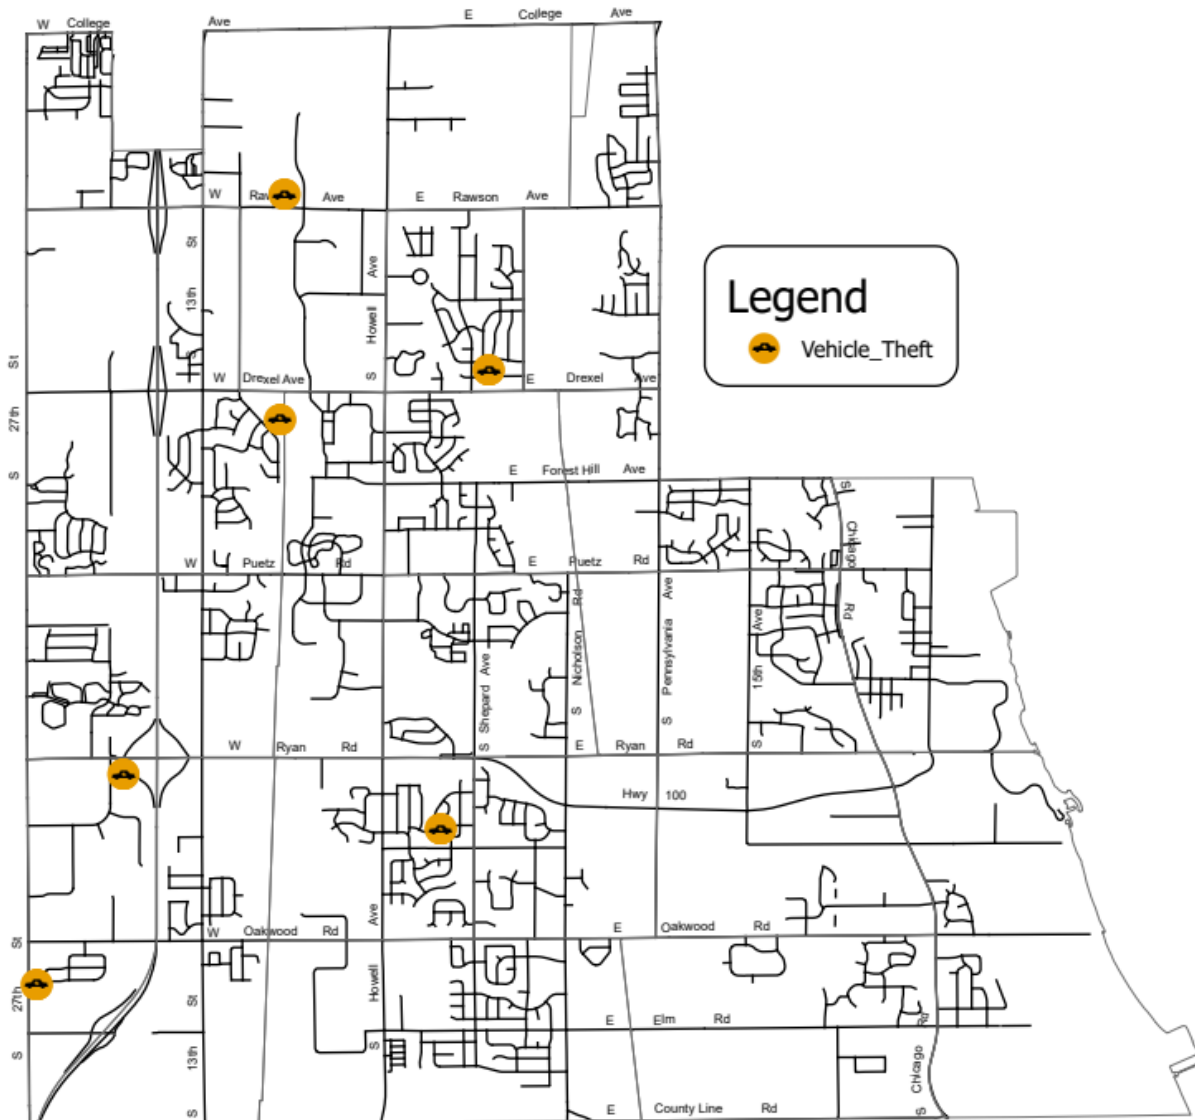 W College Ave E College Ave
W Raw Ave E Rawson Ave
St
13th
Ave
Howell
S
Legend
Vehicle_Theft
St
27th
S
W Drexel Ave E Drexel Ave
E Forest Hill Ave
W Puetz Rd E Puetz Rd
S
Chicago
Rd
Ave
Shepard
S
Rd
Nicholson
S
Ave
Pennsylvania
S
Ave
15th
S
W Ryan Rd E Ryan Rd
Hwy 100
W Oakwood Rd E Oakwood Rd
St
27th
S
St
13th
S
Ave
Howell
S
E Elm Rd
Rd
Chicago
S
E County Line Rd